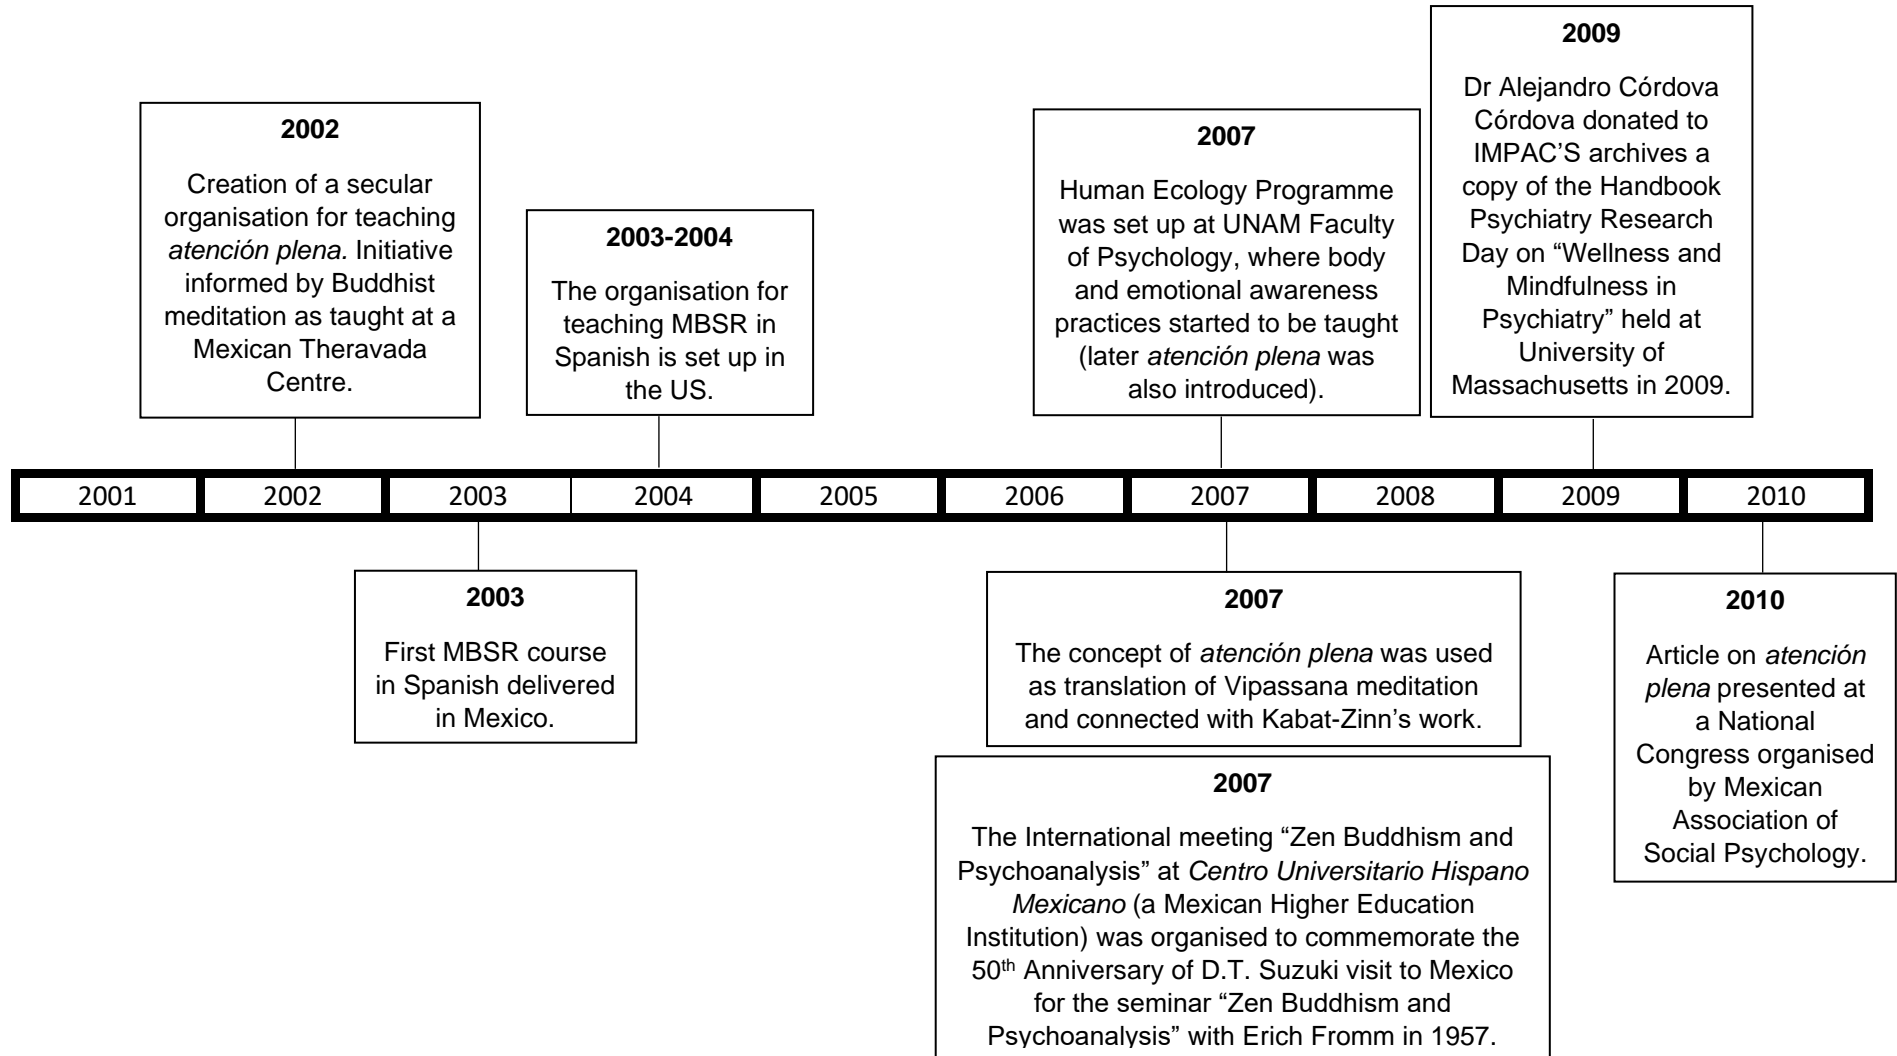 2002
Creation of a secular
organisation for teaching
atención plena. Initiative
informed by Buddhist
meditation as taught at a
Mexican Theravada
Centre.
2003-2004
The organisation for
teaching MBSR in
Spanish is set up in
the US.
2007
Human Ecology Programme
was set up at UNAM Faculty
of Psychology, where body
and emotional awareness
practices started to be taught
(later atención plena was
also introduced).
2009
Dr Alejandro Córdova
Córdova donated to
IMPAC’S archives a
copy of the Handbook
Psychiatry Research
Day on “Wellness and
Mindfulness in
Psychiatry” held at
University of
Massachusetts in 2009.
2001 2002 2003 2004 2005 2006 2007 2008 2009 2010
2003
First MBSR course
in Spanish delivered
in Mexico.
2007
The concept of atención plena was used
as translation of Vipassana meditation
and connected with Kabat-Zinn’s work.
2007
The International meeting “Zen Buddhism and
Psychoanalysis” at Centro Universitario Hispano
Mexicano (a Mexican Higher Education
Institution) was organised to commemorate the
50th Anniversary of D.T. Suzuki visit to Mexico
for the seminar “Zen Buddhism and
Psychoanalysis” with Erich Fromm in 1957.
2010
Article on atención
plena presented at
a National
Congress organised
by Mexican
Association of
Social Psychology.